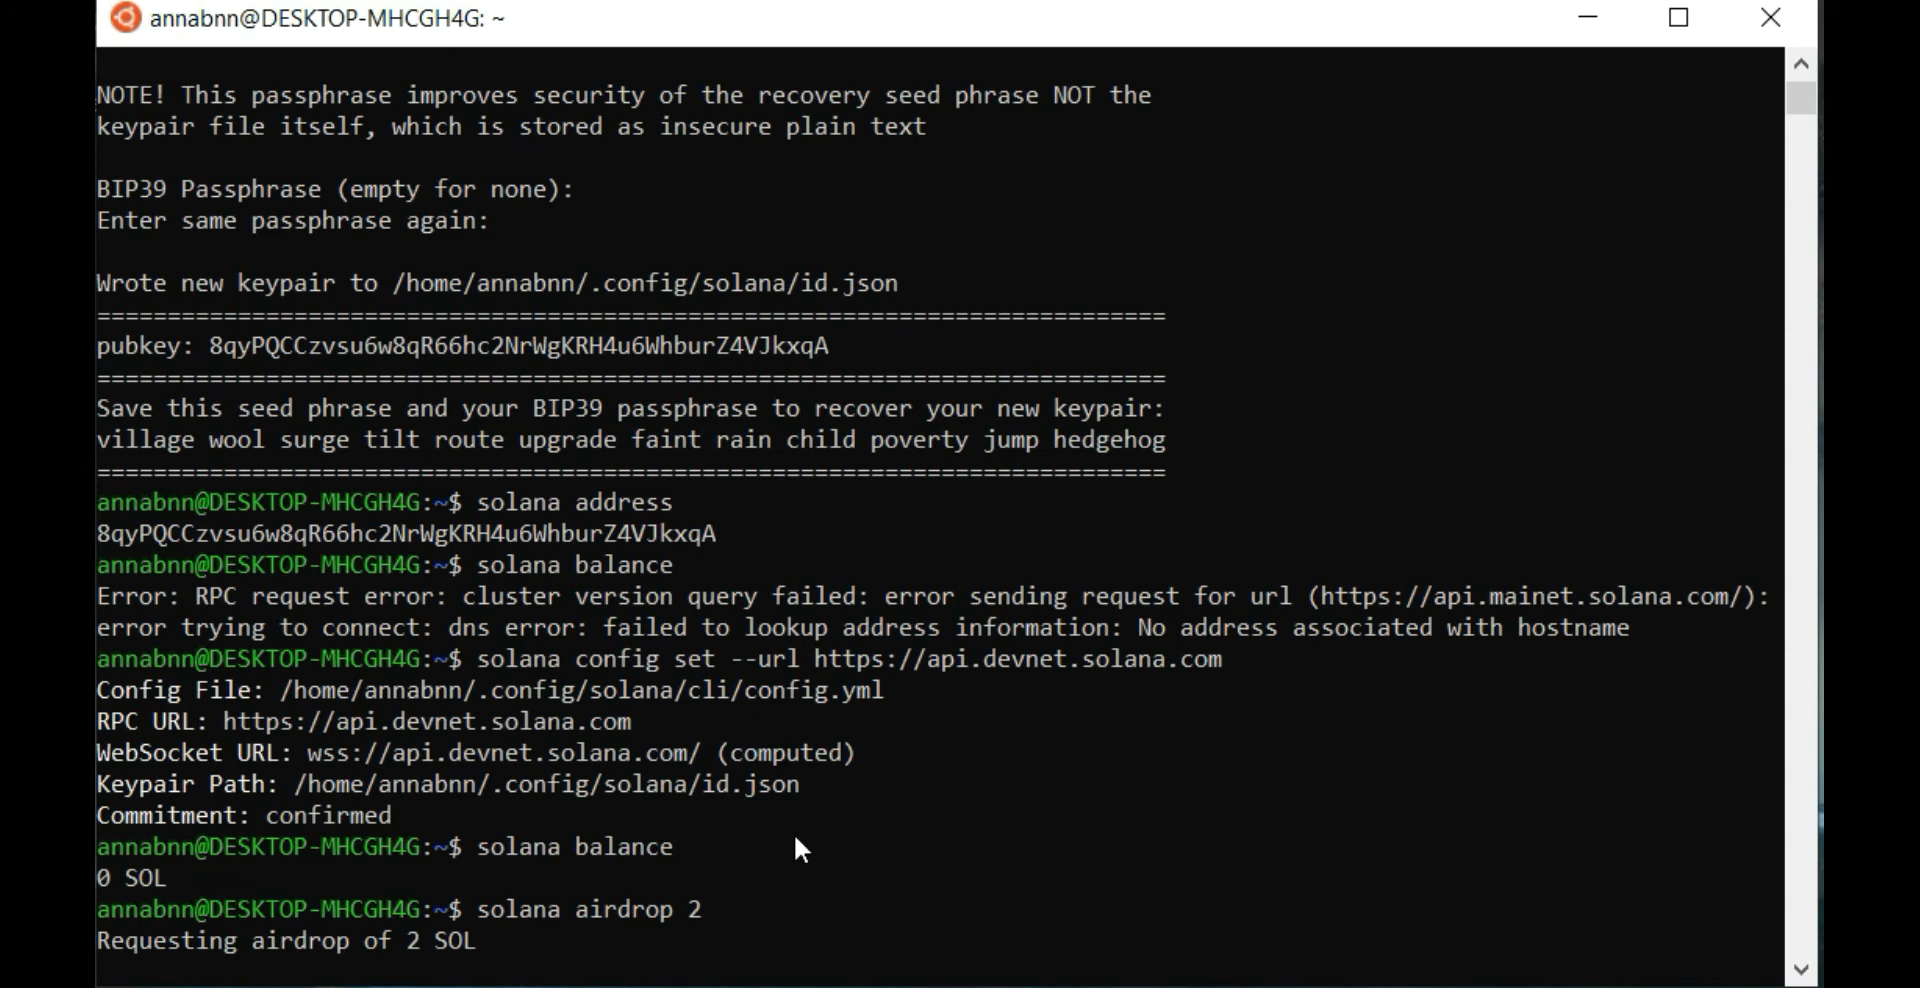 annabnn@DESKTOP-MHCGH4G: ~
NOTE! This passphrase improves security of the recovery seed phrase NOT the
keypair file itself, which is stored as insecure plain text
BIP39 Passphrase (empty for none):
Enter same passphrase again:
Wrote new keypair to /home/annabnn/.config/solana/id.json
============================================================================
pubkey: 8qyPQCCzvsu6w8qR66hc2NrWgKRH4u6WhburZ4VJkxqA
============================================================================
Save this seed phrase and your BIP39 passphrase to recover your new keypair:
village wool surge tilt route upgrade faint rain child poverty jump hedgehog
============================================================================
annabnn@DESKTOP-MHCGH4G:~$ solana address
8qyPQCCzvsu6w8qR66hc2NrWgKRH4u6WhburZ4VJkxqA
annabnn@DESKTOP-MHCGH4G:~$ solana balance
Error: RPC request error: cluster version query failed: error sending request for url (https://api.mainet.solana.com/):
error trying to connect: dns error: failed to lookup address information: No address associated with hostname
annabnn@DESKTOP-MHCGH4G:~$ solana config set --url https://api.devnet.solana.com
Config File: /home/annabnn/.config/solana/cli/config.yml
RPC URL: https://api.devnet.solana.com
WebSocket URL: wss://api.devnet.solana.com/ (computed)
Keypair Path: /home/annabnn/.config/solana/id.json
Commitment: confirmed
annabnn@DESKTOP-MHCGH4G:~$ solana balance
0 SOL
annabnn@DESKTOP-MHCGH4G:~$ solana airdrop 2
Requesting airdrop of 2 SOL